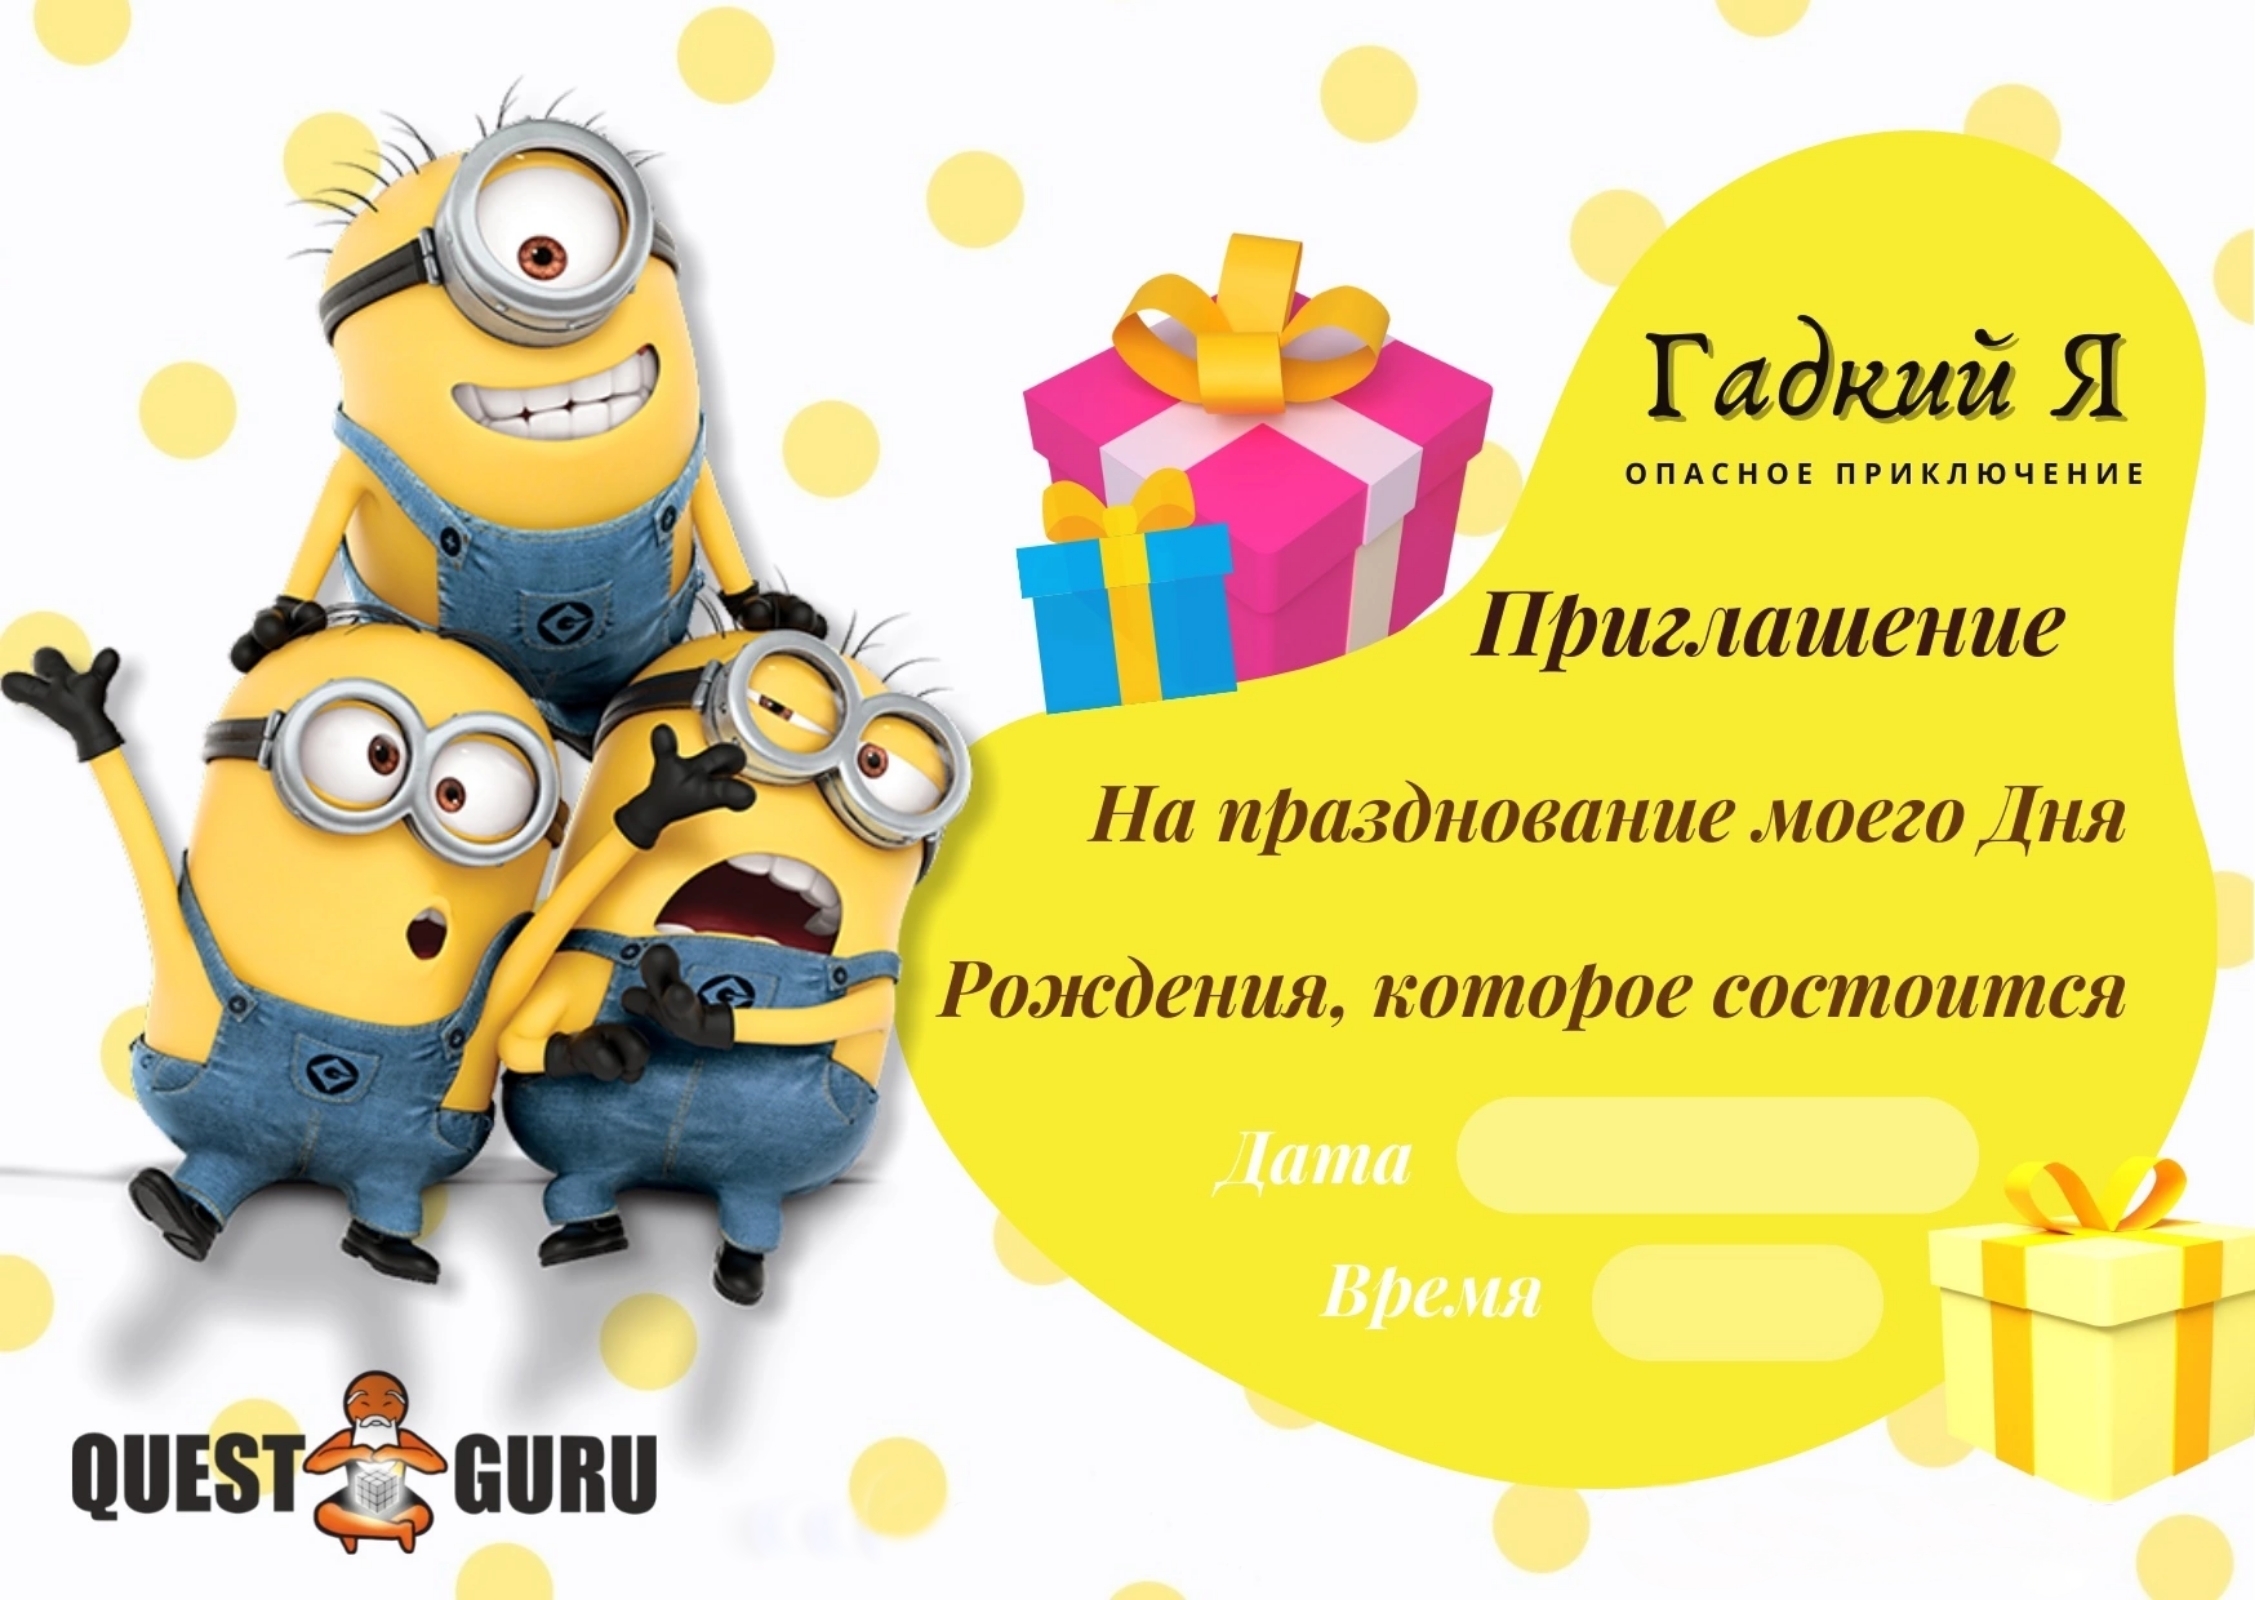 Гадкий Я
ОПАСНОЕ ПРИКЛЮЧЕНИЕ
Приглашение
На празднование моего Дня
Рождения, которое состоится
Дата
Время
QUEST GURU